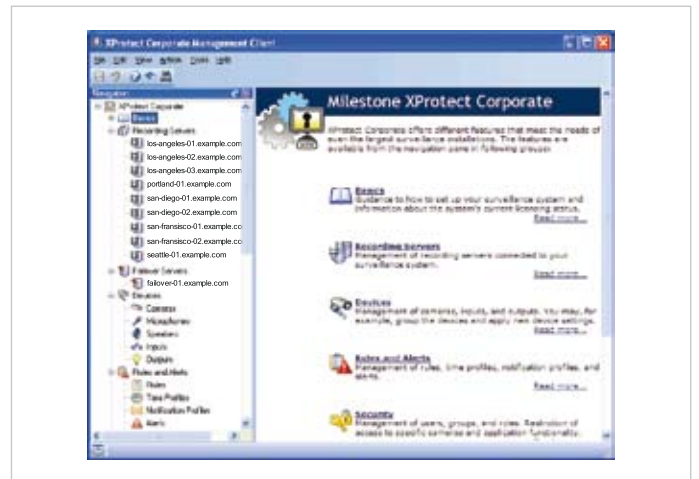 XProtect Corporate Management Client
File Edit View Action Tools Help
Navigation
XProtect Corporate
Basics
Recording Servers
los-angeles-01.example.com
los-angeles-02.example.com
los-angeles-03.example.com
portland-01.example.com
san-diego-01.example.com
san-diego-02.example.com
san-fransisco-01.example.co
san-fransisco-02.example.co
seattle-01.example.com
Failover Servers
failover-01.example.com
Devices
Cameras
Microphones
Speakers
Inputs
Outputs
Rules and Alerts
Rules
Time Profiles
Notification Profiles
Alerts
Milestone XProtect Corporate
XProtect Corporate offers different features that meet the needs of
even the largest surveillance installations. The features are
available from the navigation pane in following groups:
Basics
Guidance to how to set up your surveillance system and
information about the system's current licensing status.
Read more...
Recording Servers
Management of recording servers connected to your
surveillance system.
Read more...
Devices
Management of cameras, inputs, and outputs. You may, for
example, group the devices and apply new device settings.
Read more...
Rules and Alerts
Management of rules, time profiles, notification profiles, and
alerts.
Read more...
Security
Management of users, groups, and roles. Restriction of
access to specific cameras and application functionality.